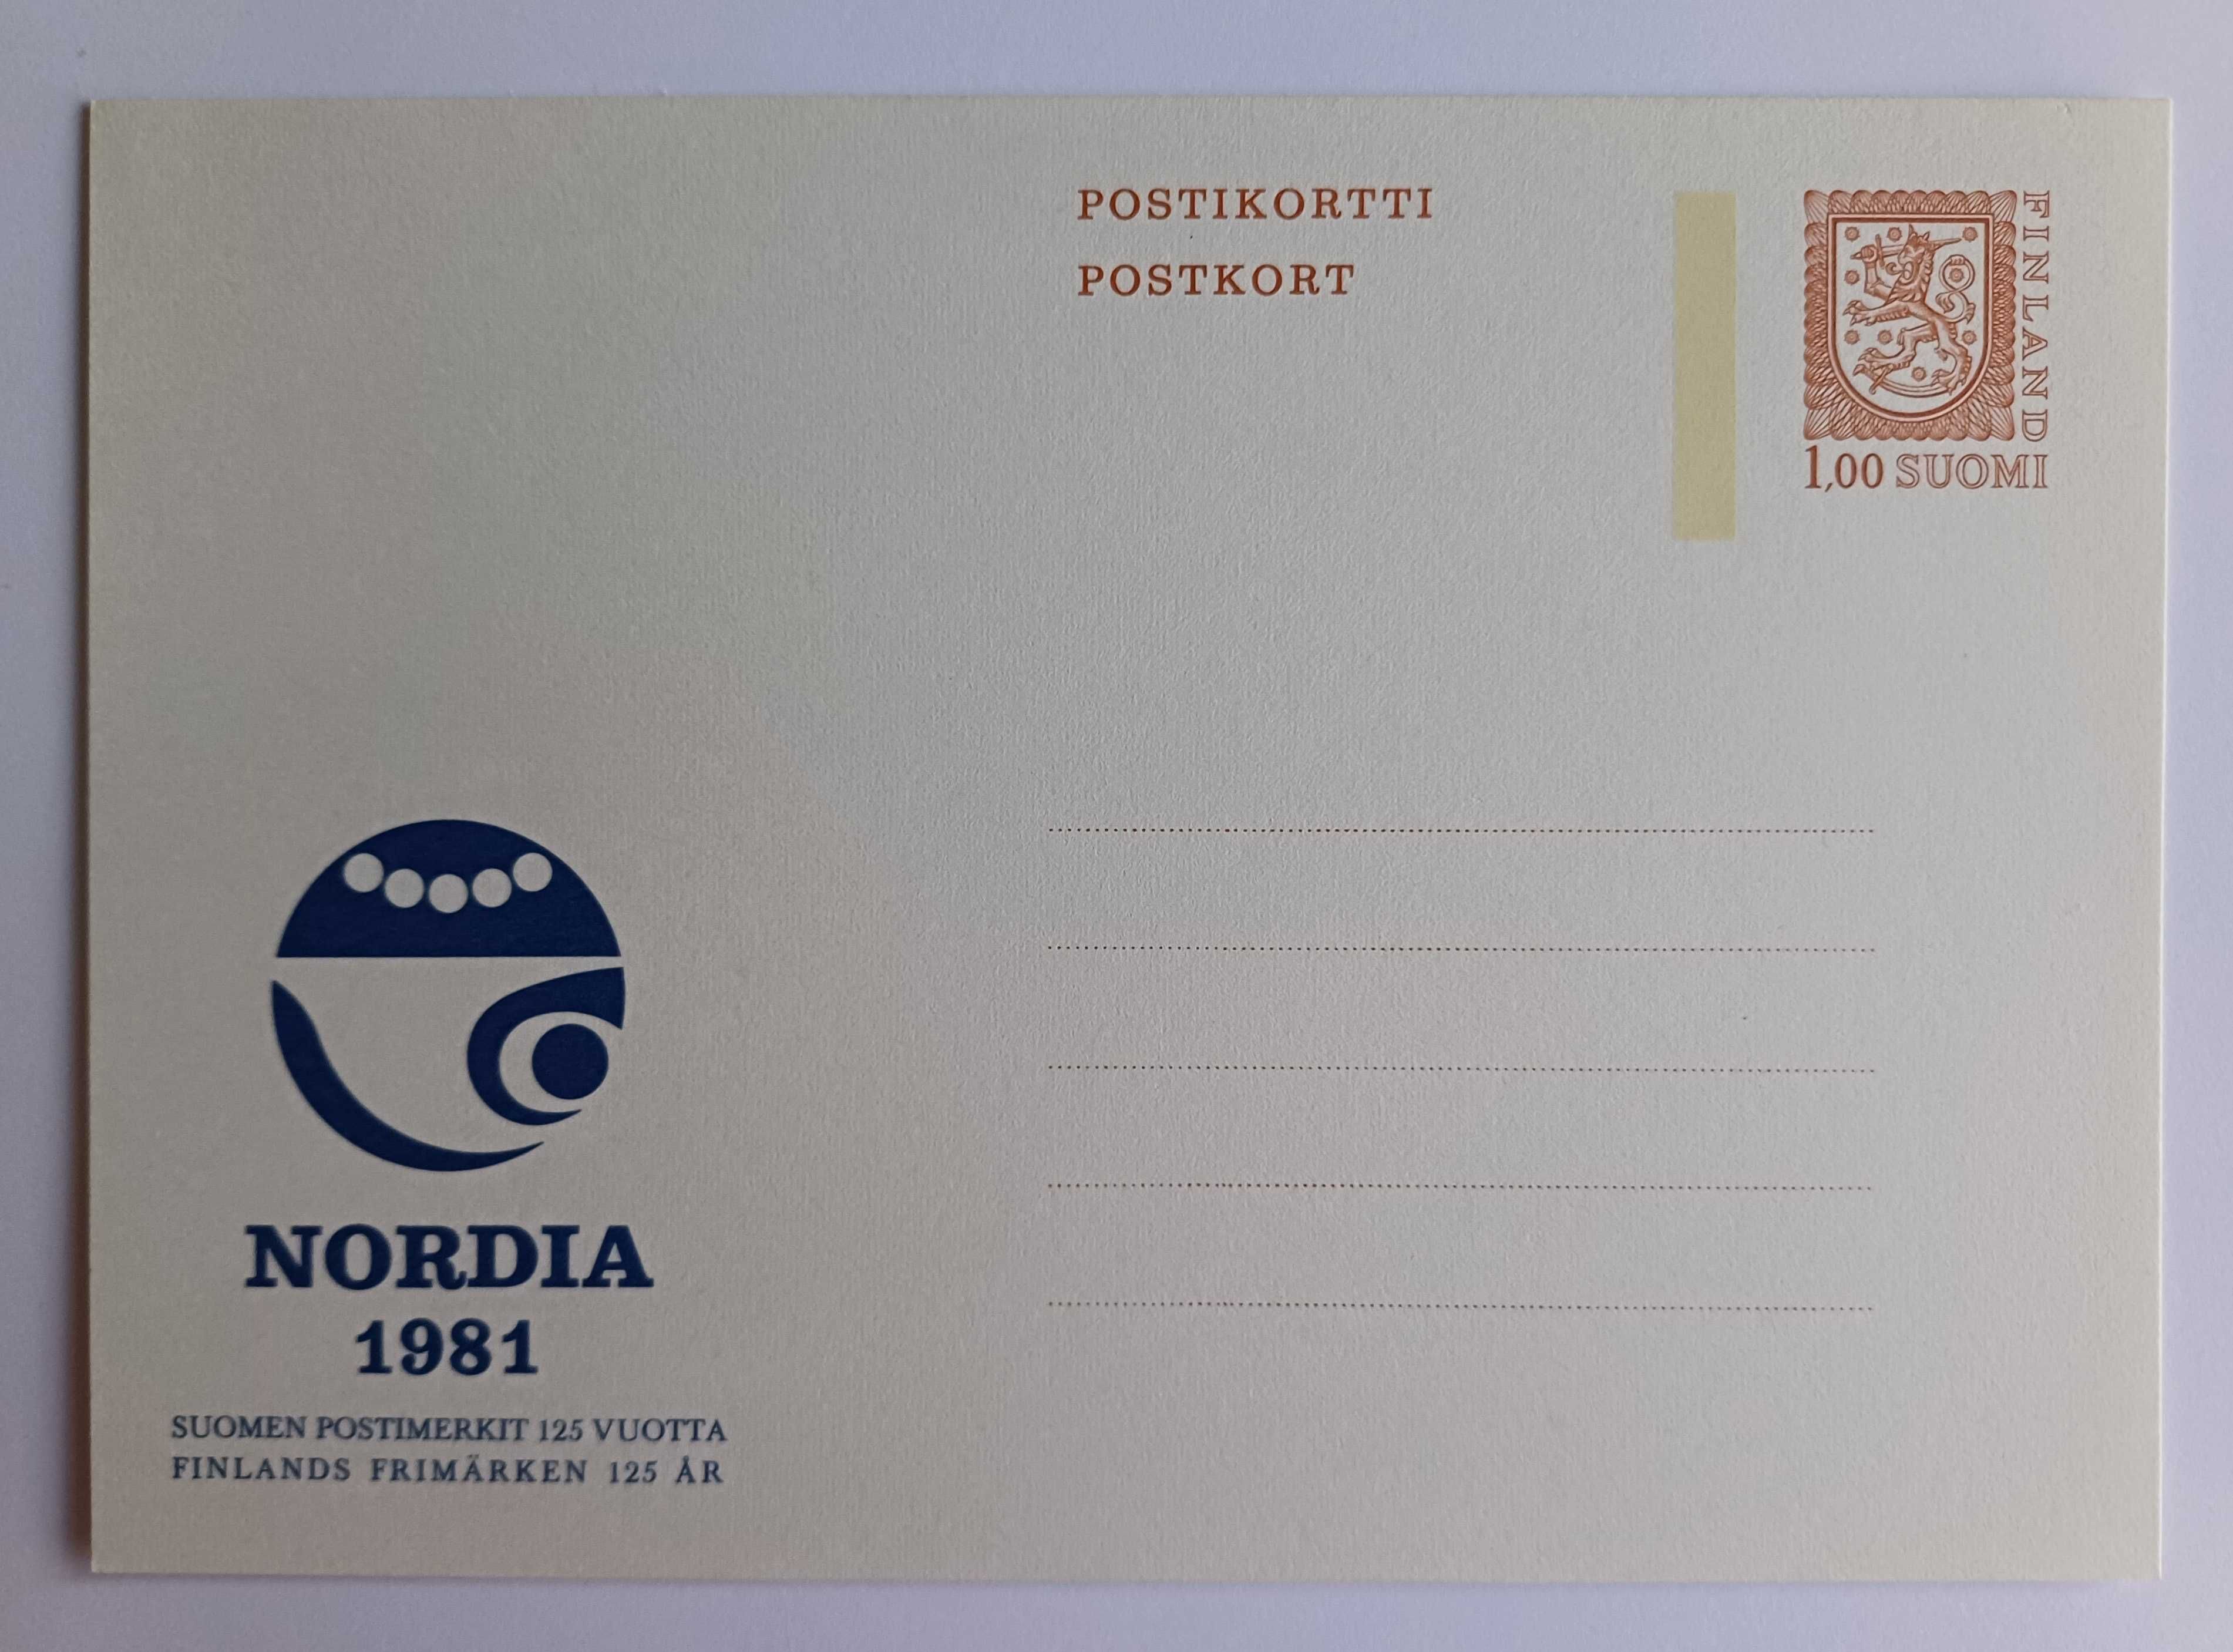 POSTIKORTTI
POSTKORT
FINLAND
1,00 SUOMI
NORDIA
1981
SUOMEN POSTIMERKIT 125 VUOTTA
FINLANDS FRIMÄRKEN 125 ÅR